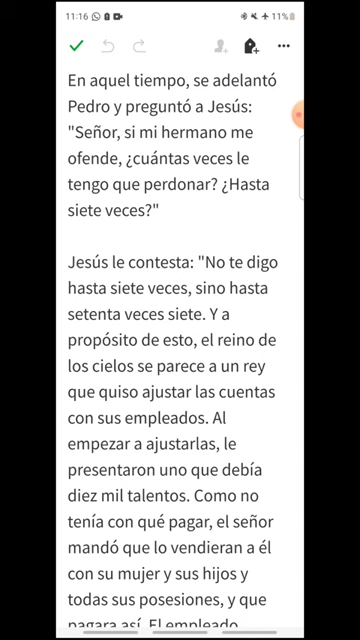 11:16
11%
En aquel tiempo, se adelantó
Pedro y preguntó a Jesús:
"Señor, si mi hermano me
ofende, ¿cuántas veces le
tengo que perdonar? ¿Hasta
siete veces?"
Jesús le contesta: "No te digo
hasta siete veces, sino hasta
setenta veces siete. Y a
propósito de esto, el reino de
los cielos se parece a un rey
que quiso ajustar las cuentas
con sus empleados. Al
empezar a ajustarlas, le
presentaron uno que debía
diez mil talentos. Como no
tenía con qué pagar, el señor
mandó que lo vendieran a él
con su mujer y sus hijos y
todas sus posesiones, y que
pagara así. El empleado,